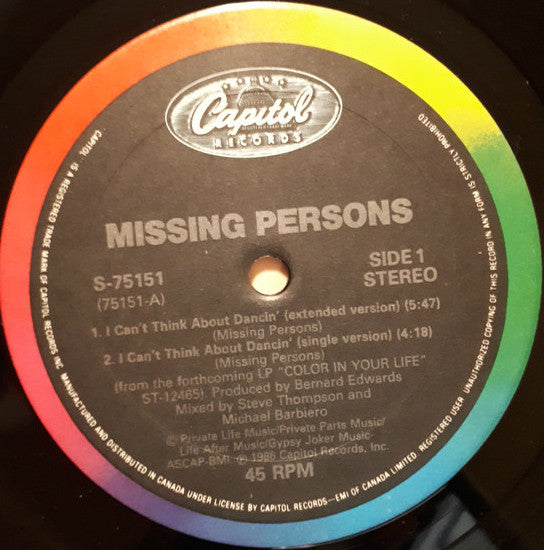 Capitol
RECORDS
MISSING PERSONS
S-75151
(75151-A)
SIDE 1
STEREO
1. I Can't Think About Dancin' (extended version) (5:47)
(Missing Persons)
2. I Can't Think About Dancin' (single version) (4:18)
(Missing Persons)
(from the forthcoming LP "COLOR IN YOUR LIFE"
ST-12465) Produced by Bernard Edwards
Mixed by Steve Thompson and
Michael Barbiero
© Private Life Music/Private Parts Music/
Life After Music/Gypsy Joker Music-
ASCAP-BMI. ℗ 1986 Capitol Records, Inc.
45 RPM
CAPITOL IS A REGISTERED TRADE MARK OF CAPITOL RECORDS INC. MANUFACTURED AND DISTRIBUTED IN CANADA UNDER LICENSE BY CAPITOL RECORDS—EMI OF CANADA LIMITED. REGISTERED USER. UNAUTHORIZED COPYING OF THIS RECORD IN ANY FORM IS STRICTLY PROHIBITED